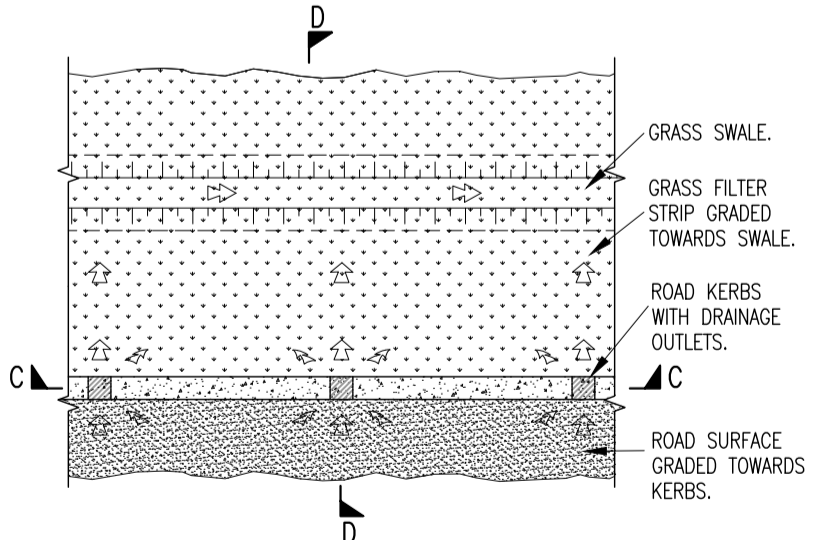 D
GRASS SWALE.
GRASS FILTER
STRIP GRADED
TOWARDS SWALE.
ROAD KERBS
WITH DRAINAGE
OUTLETS.
C
C
ROAD SURFACE
GRADED TOWARDS
KERBS.
D